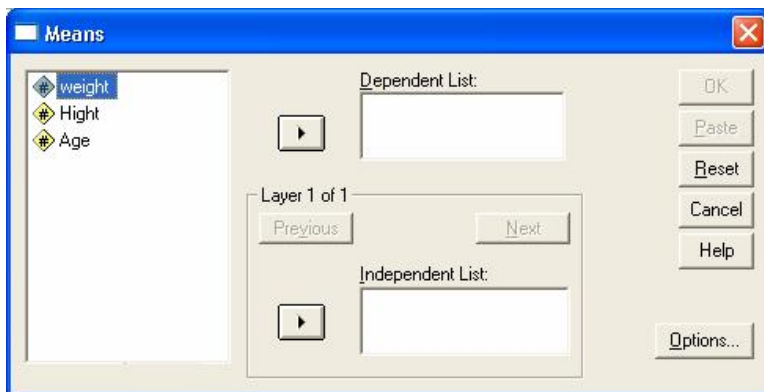 Means
weight
Hight
Age
Dependent List:
Layer 1 of 1
Previous
Next
Independent List:
OK
Paste
Reset
Cancel
Help
Options...